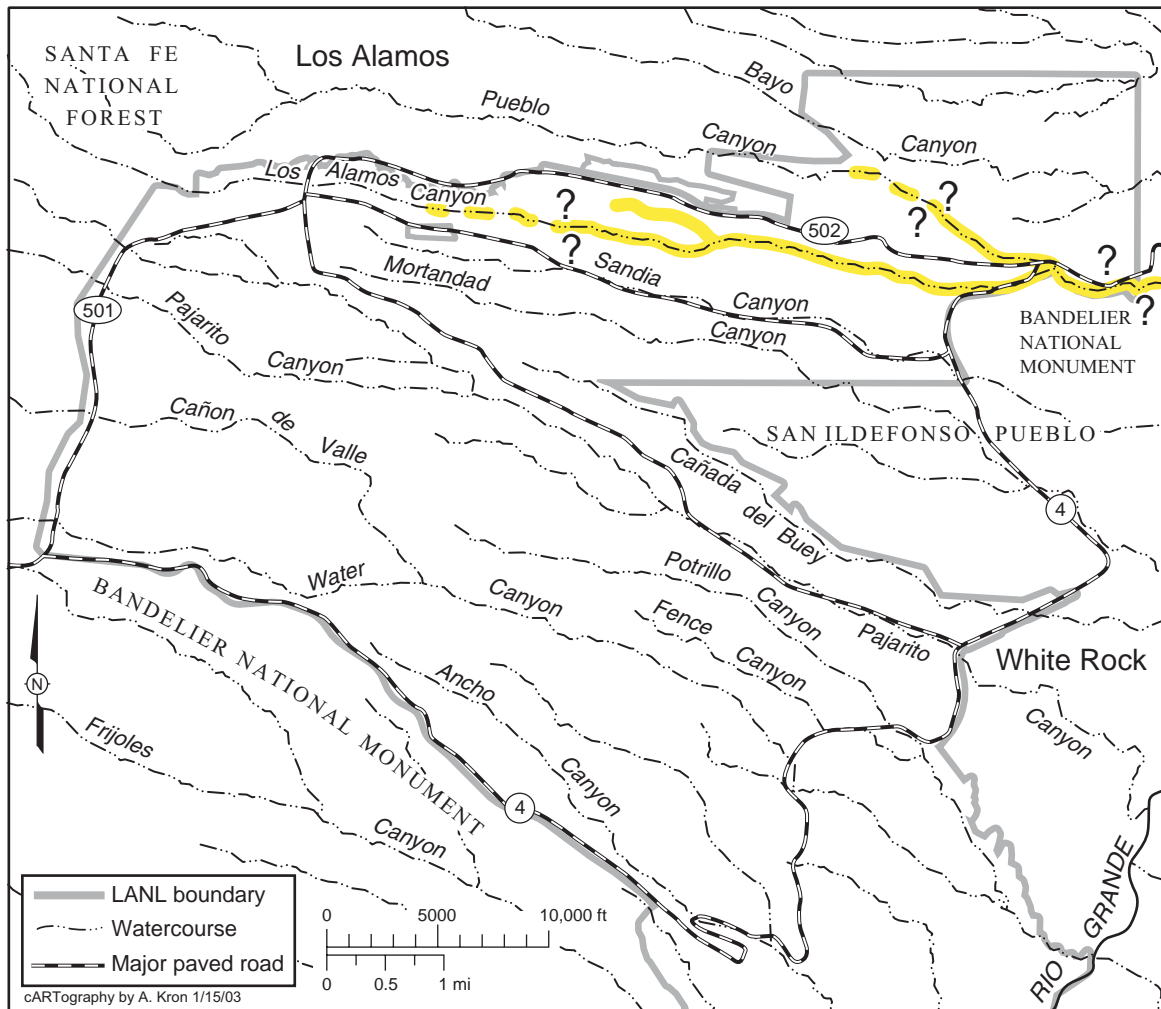 SANTA FE
NATIONAL
FOREST
Los Alamos
Bayo
Pueblo
Canyon
Canyon
Los Alamos
Canyon
?
?
?
?
?
?
502
Sandia
Mortandad
Canyon
Canyon
501
Pajarito
Canyon
BANDELIER
NATIONAL
MONUMENT
Cañon
de
Valle
SAN ILDEFONSO PUEBLO
Cañada
del Buey
4
Water
Canyon
Potrillo
Canyon
Fence
Canyon
Pajarito
White Rock
Canyon
BANDELIER NATIONAL MONUMENT
N
Ancho
Canyon
Frijoles
Canyon
4
RIO GRANDE
LANL boundary
Watercourse
Major paved road
0 5000 10,000 ft
0 0.5 1 mi
cARTography by A. Kron 1/15/03